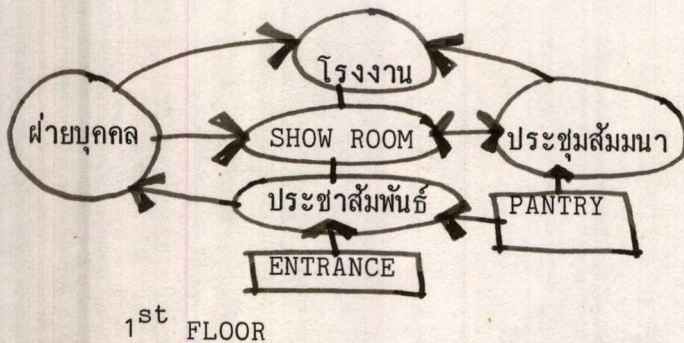 โรงงาน
ฝ่ายบุคคล
SHOW ROOM
ประชุมสัมมนา
ประชาสัมพันธ์
PANTRY
ENTRANCE
1st FLOOR